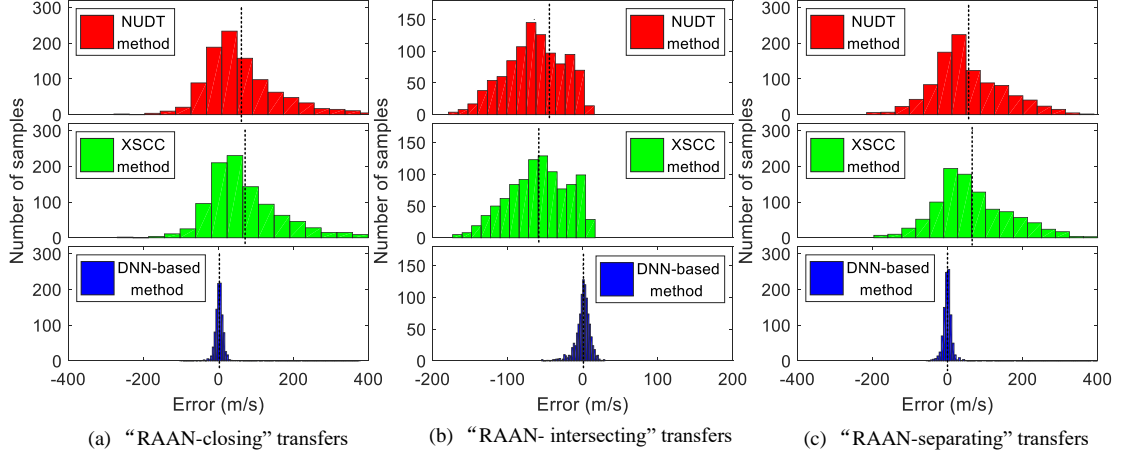 Number of samples
300
200
100
0
NUDT
method
300
200
100
0
XSCC
method
300
200
100
0
DNN-based
method
-400
-200
0
200
400
Error (m/s)
(a) “RAAN-closing” transfers
Number of samples
150
100
50
0
NUDT
method
150
100
50
0
XSCC
method
150
100
50
0
DNN-based
method
-200
-100
0
100
200
Error (m/s)
(b) “RAAN- intersecting” transfers
Number of samples
300
200
100
0
NUDT
method
300
200
100
0
XSCC
method
300
200
100
0
DNN-based
method
-400
-200
0
200
400
Error (m/s)
(c) “RAAN-separating” transfers